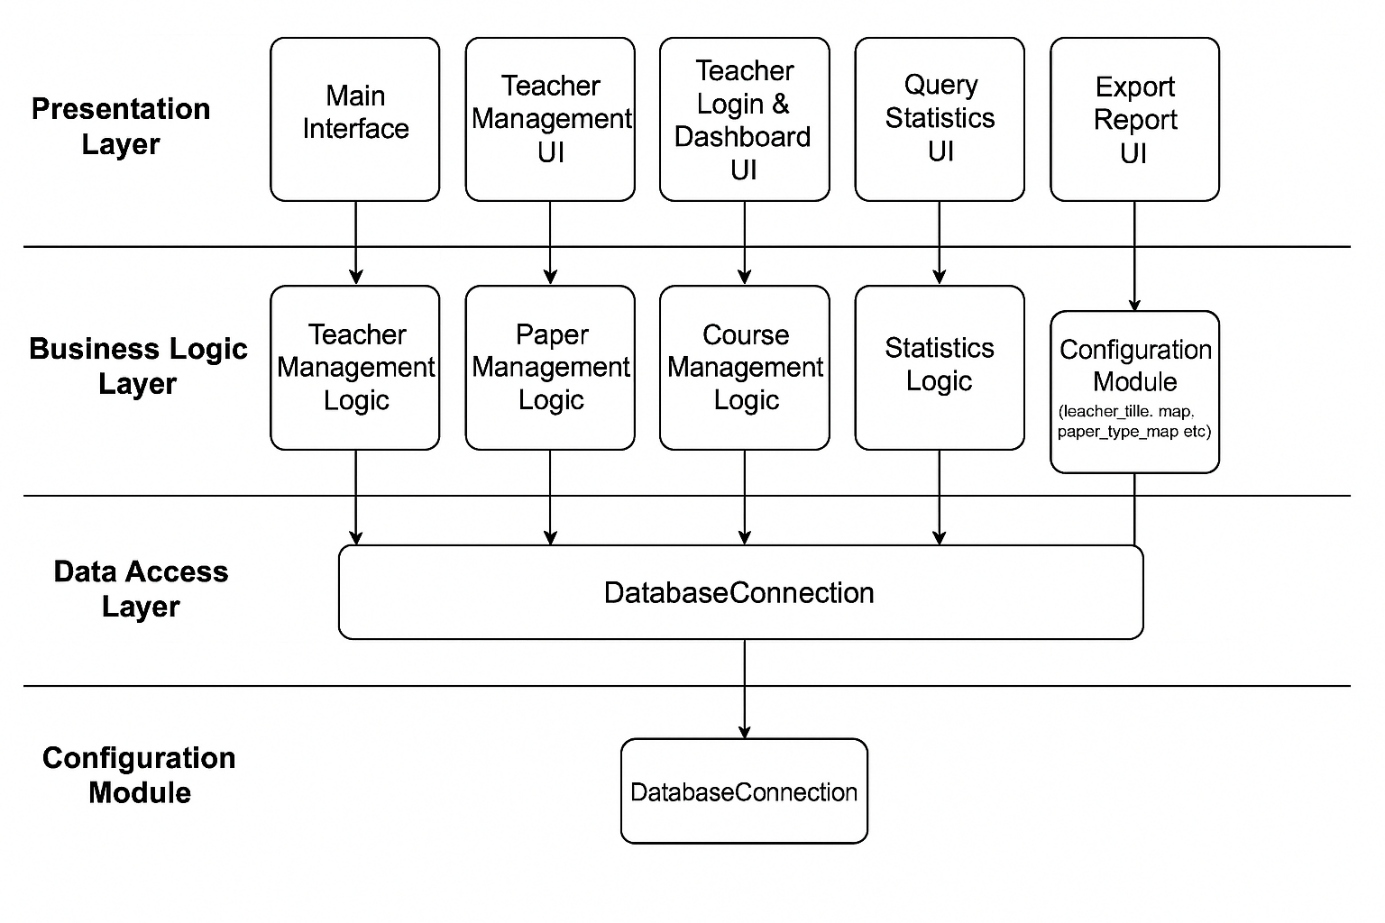 Presentation
Layer
Main
Interface
Teacher
Management
UI
Teacher
Login &
Dashboard
UI
Query
Statistics
UI
Export
Report
UI
Business Logic
Layer
Teacher
Management
Logic
Paper
Management
Logic
Course
Management
Logic
Statistics
Logic
Configuration
Module
(leacher_tille. map,
paper_type_map etc)
Data Access
Layer
DatabaseConnection
Configuration
Module
DatabaseConnection